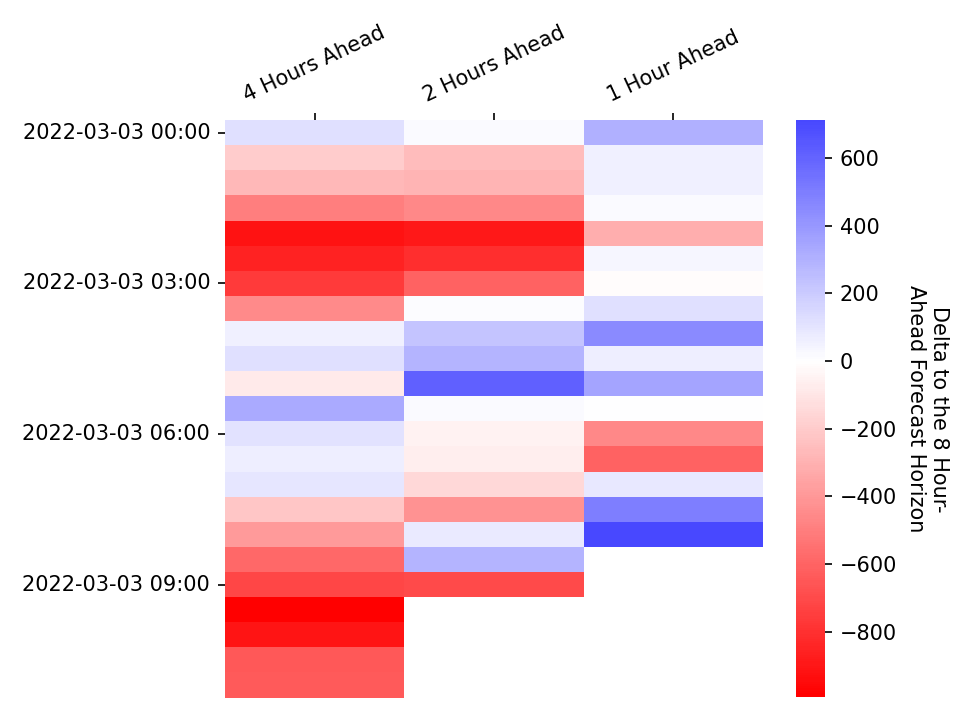 4 Hours Ahead
2 Hours Ahead
1 Hour Ahead
2022-03-03 00:00
2022-03-03 03:00
2022-03-03 06:00
2022-03-03 09:00
600
400
200
0
−200
−400
−600
−800
Delta to the 8 Hour-
Ahead Forecast Horizon